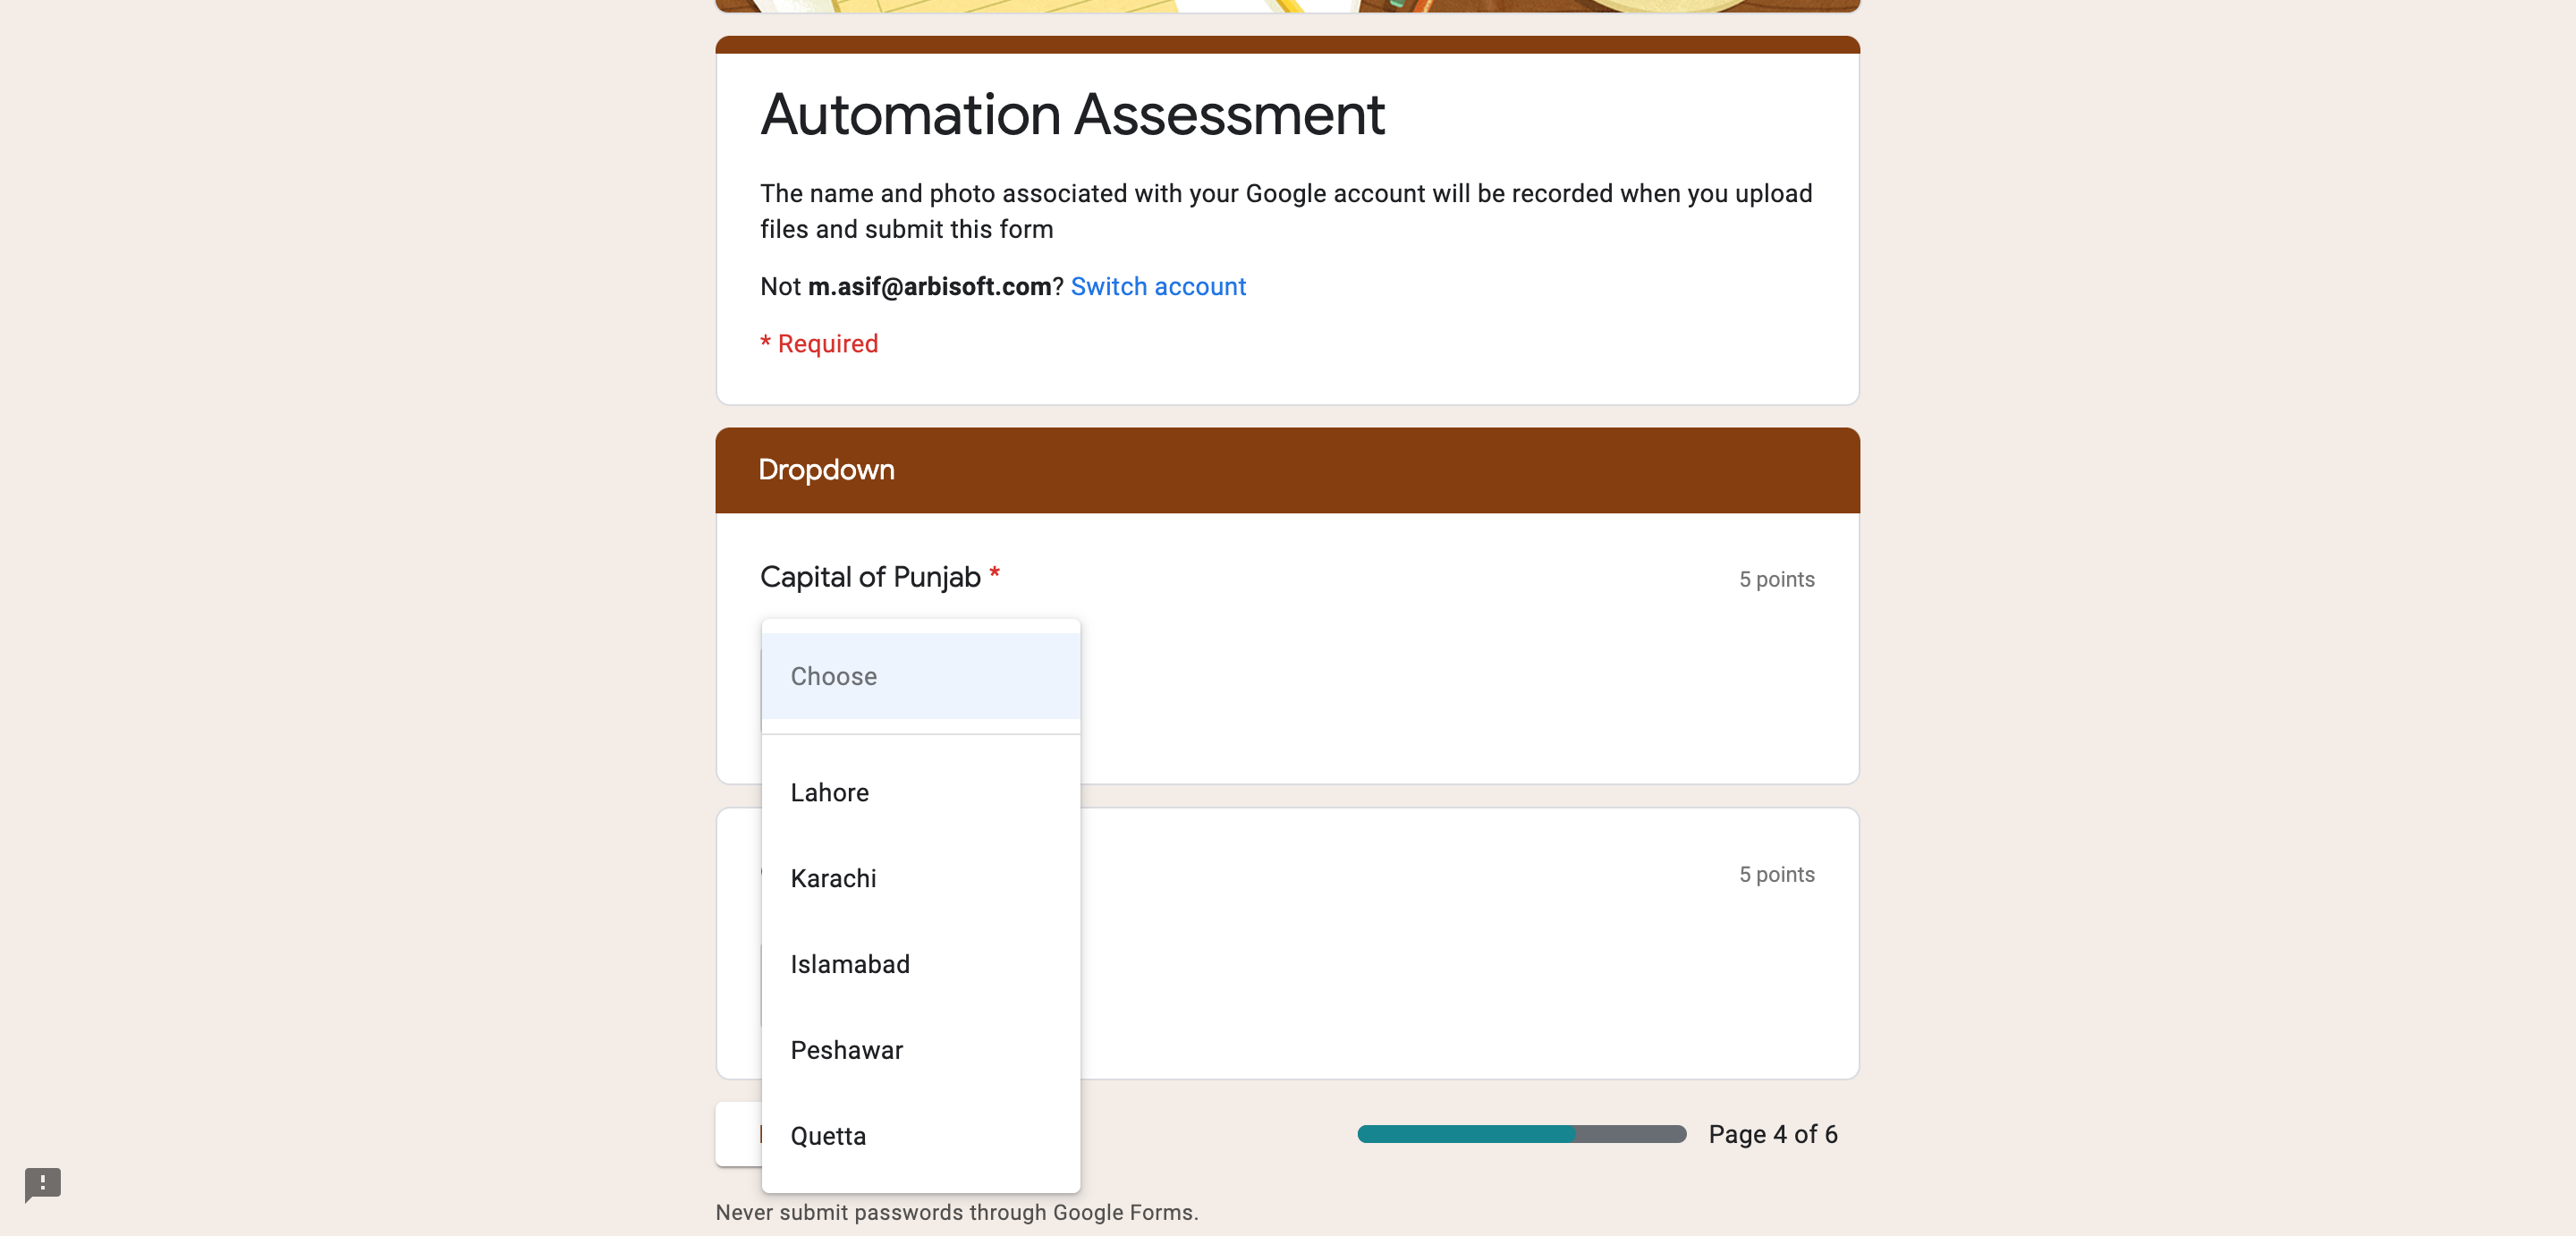 Automation Assessment
The name and photo associated with your Google account will be recorded when you upload
files and submit this form
Not m.asif@arbisoft.com? Switch account
* Required
Dropdown
Capital of Punjab *
5 points
Choose
Lahore
Karachi
5 points
Islamabad
Peshawar
Quetta
Page 4 of 6
Never submit passwords through Google Forms.